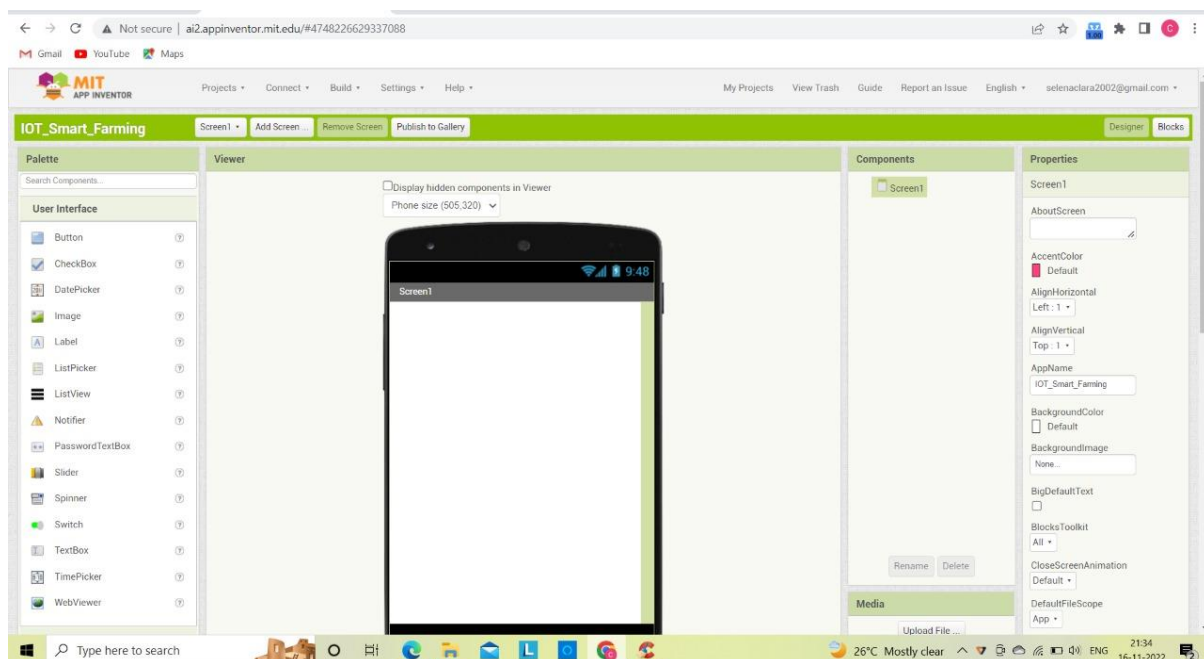 Not secure | ai2.appinventor.mit.edu/#4748226629337088
1.00
C
Gmail YouTube Maps
MIT
APP INVENTOR
Projects Connect Build Settings Help My Projects View Trash Guide Report an Issue English selenaclara2002@gmail.com
IOT_Smart_Farming Screen1 Add Screen ... Remove Screen Publish to Gallery Designer Blocks
Palette
Search Components...
User Interface
Button
CheckBox
DatePicker
Image
Label
ListPicker
ListView
Notifier
PasswordTextBox
Slider
Spinner
Switch
TextBox
TimePicker
WebViewer
Viewer
Display hidden components in Viewer
Phone size (505,320)
9:48
Screen1
Components
Screen1
Rename Delete
Media
Upload File ...
Properties
Screen1
AboutScreen
AccentColor
Default
AlignHorizontal
Left : 1
AlignVertical
Top : 1
AppName
IOT_Smart_Farming
BackgroundColor
Default
BackgroundImage
None...
BigDefaultText
BlocksToolkit
All
CloseScreenAnimation
Default
DefaultFileScope
App
Type here to search
L
G
26°C Mostly clear ENG 21:34
16-11-2022